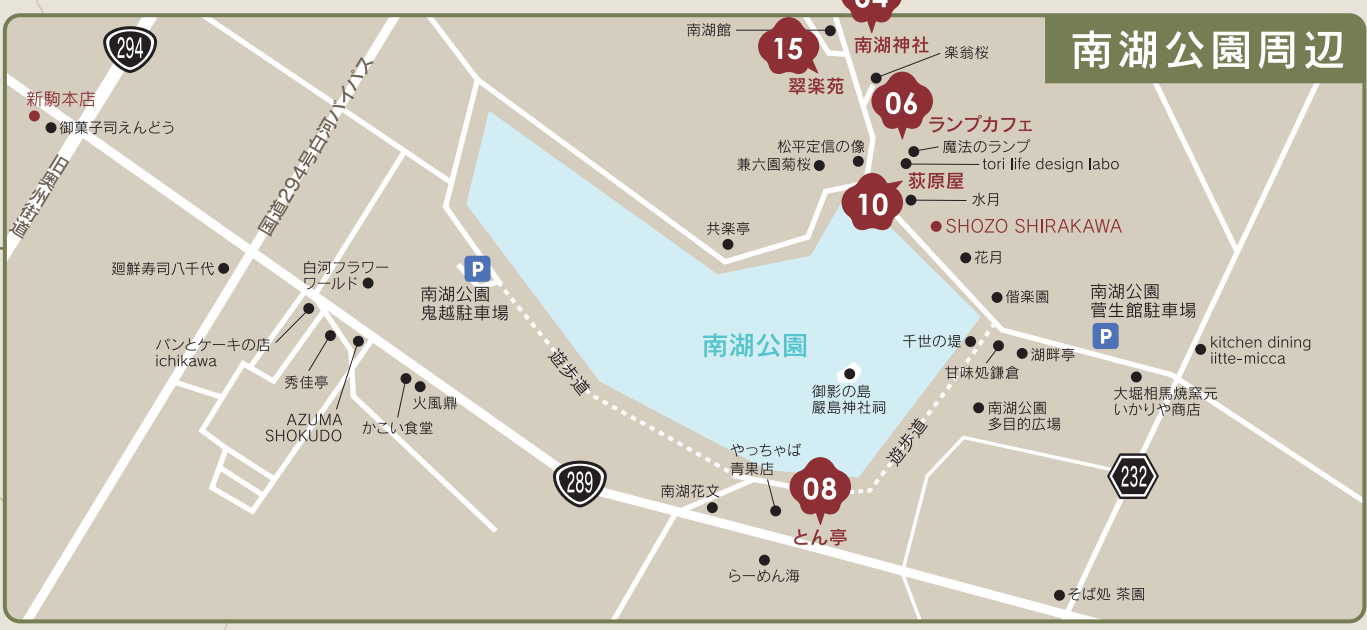 南湖公園周辺
294
04
南湖神社
南湖館
15
翠楽苑
楽翁桜
06
ランプカフェ
新駒本店
御菓子司えんどう
旧奥州街道
国道294号白河バイパス
松平定信の像
兼六園菊桜
魔法のランプ
tori life design labo
荻原屋
10
水月
SHOZO SHIRAKAWA
共楽亭
花月
廻鮮寿司八千代
白河フラワー
ワールド
P
南湖公園
鬼越駐車場
偕楽園
南湖公園
菅生館駐車場
P
パンとケーキの店
ichikawa
秀佳亭
AZUMA
SHOKUDO
かこい食堂
火風鼎
遊歩道
南湖公園
千世の堤
甘味処鎌倉
湖畔亭
kitchen dining
iitte-micca
御影の島
厳島神社祠
大堀相馬焼窯元
いかりや商店
南湖公園
多目的広場
遊歩道
やっちゃば
青果店
289
南湖花文
08
とん亭
232
らーめん海
そば処 茶園